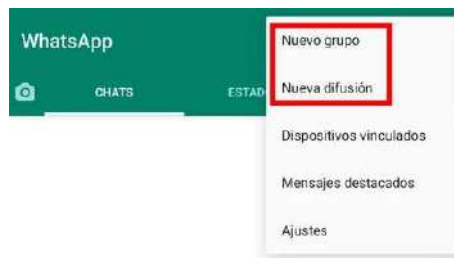 WhatsApp
CHATS
ESTAD
Nuevo grupo
Nueva difusión
Dispositivos vinculados
Mensajes destacados
Ajustes